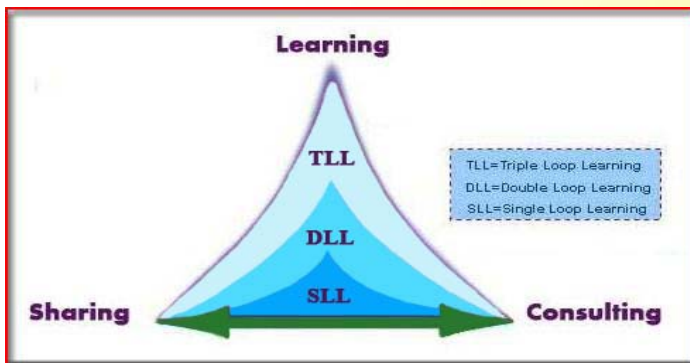 Learning
TLL
TLL=Triple Loop Learning
DLL=Double Loop Learning
SLL=Single Loop Learning
DLL
SLL
Sharing
Consulting